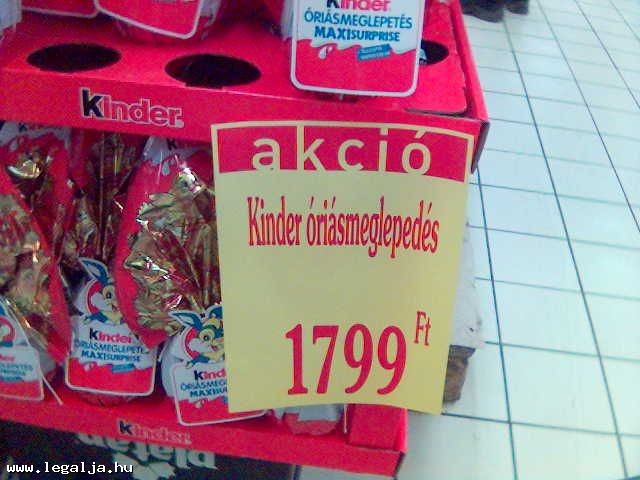 Kinder
ÓRIÁSMEGLEPETÉS
MAXISURPRISE
Kinder
akció
Kinder óriásmeglepedés
1799 Ft
Kinder
ÓRIÁSMEGLEPETÉS
MAXISURPRISE
Kinder
ÓRIÁSMEGLEPETÉS
MAXISURPRISE
Kinder
www.legalja.hu